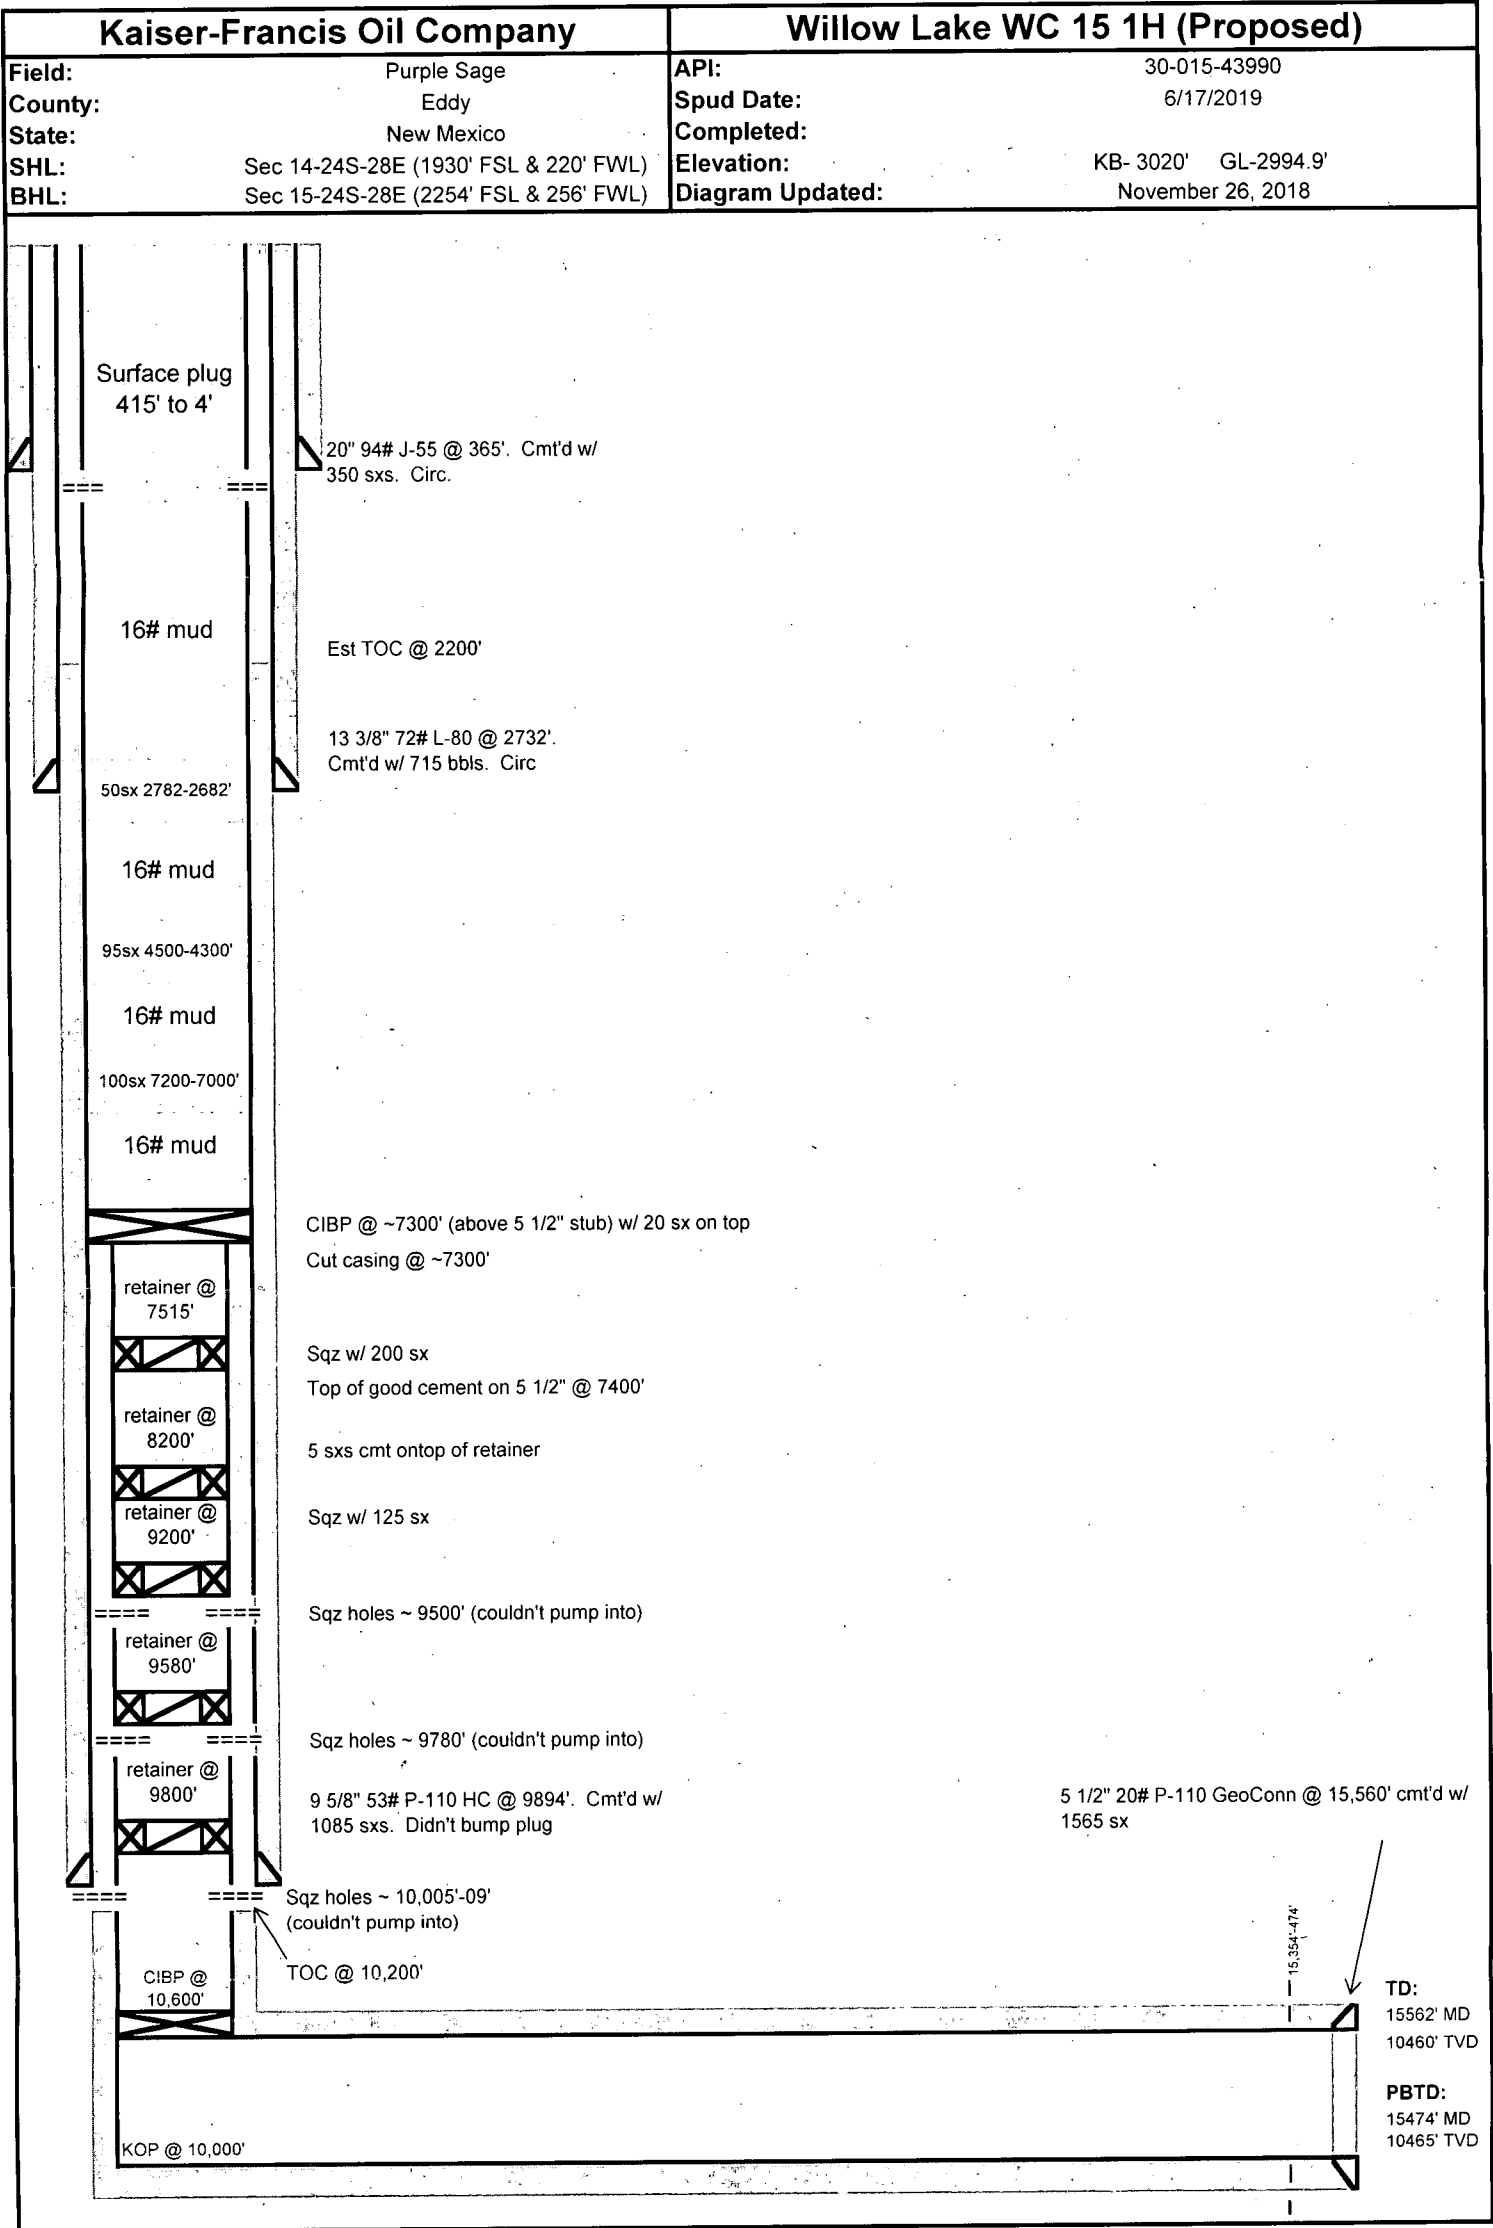 Kaiser-Francis Oil Company
Willow Lake WC 15 1H (Proposed)
Field: Purple Sage
API: 30-015-43990
County: Eddy
Spud Date: 6/17/2019
State: New Mexico
Completed:
SHL: Sec 14-24S-28E (1930' FSL & 220' FWL)
Elevation: KB- 3020' GL-2994.9'
BHL: Sec 15-24S-28E (2254' FSL & 256' FWL)
Diagram Updated: November 26, 2018
Surface plug
415' to 4'
20" 94# J-55 @ 365'. Cmt'd w/
350 sxs. Circ.
16# mud
Est TOC @ 2200'
13 3/8" 72# L-80 @ 2732'.
Cmt'd w/ 715 bbls. Circ
50sx 2782-2682'
16# mud
95sx 4500-4300'
16# mud
100sx 7200-7000'
16# mud
CIBP @ ~7300' (above 5 1/2" stub) w/ 20 sx on top
Cut casing @ ~7300'
retainer @
7515'
Sqz w/ 200 sx
Top of good cement on 5 1/2" @ 7400'
retainer @
8200'
5 sxs cmt ontop of retainer
retainer @
9200'
Sqz w/ 125 sx
Sqz holes ~ 9500' (couldn't pump into)
retainer @
9580'
Sqz holes ~ 9780' (couldn't pump into)
retainer @
9800'
9 5/8" 53# P-110 HC @ 9894'. Cmt'd w/
1085 sxs. Didn't bump plug
5 1/2" 20# P-110 GeoConn @ 15,560' cmt'd w/
1565 sx
Sqz holes ~ 10,005'-09'
(couldn't pump into)
TOC @ 10,200'
15,354'-474'
CIBP @
10,600'
TD:
15562' MD
10460' TVD
PBTD:
15474' MD
10465' TVD
KOP @ 10,000'